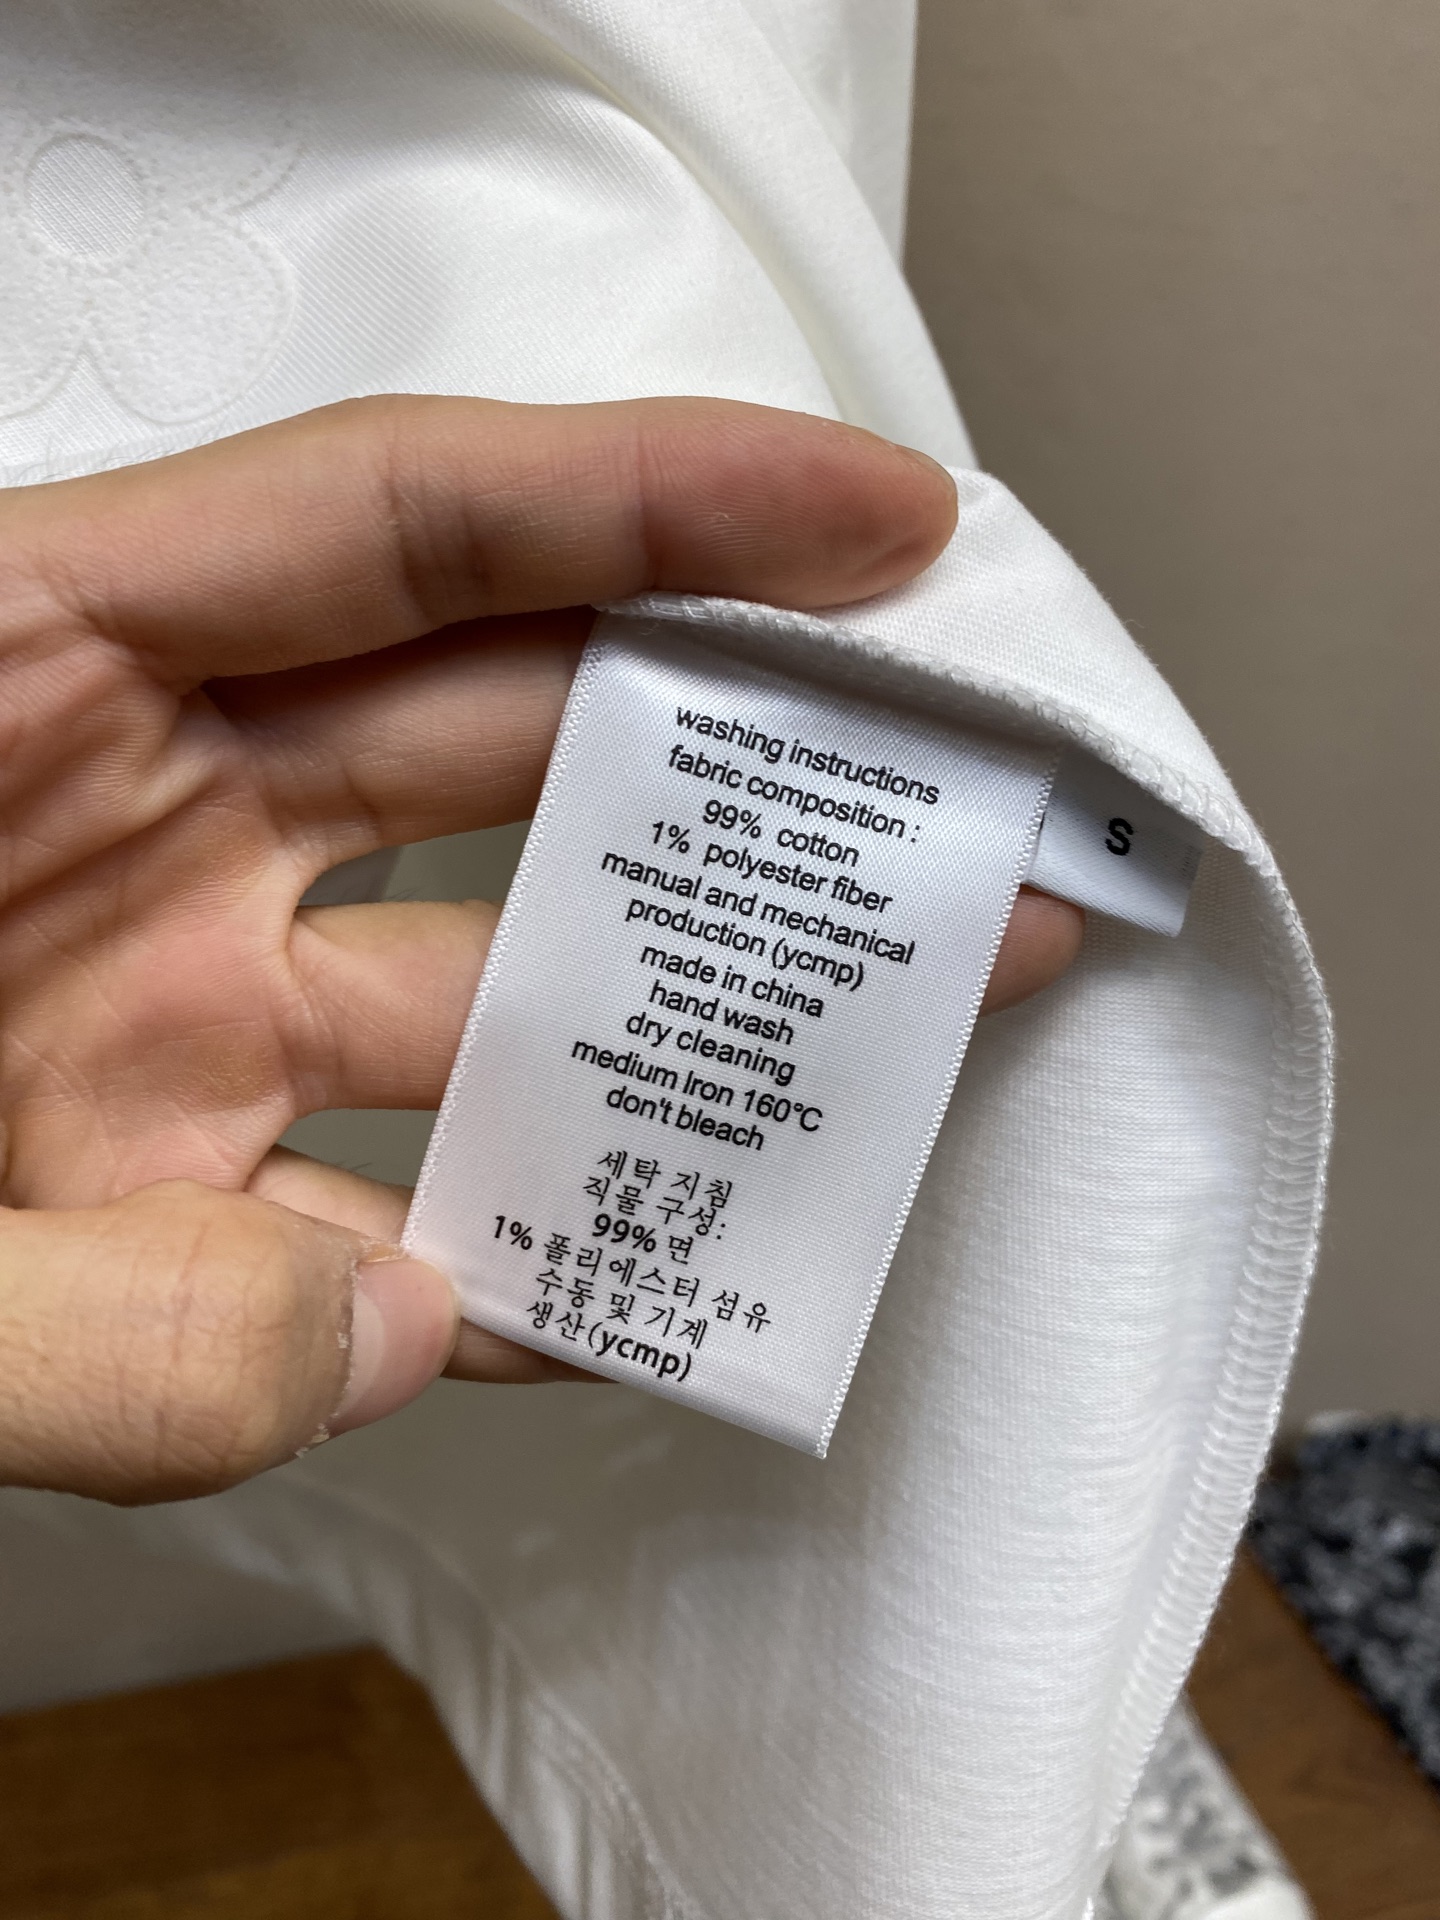 washing instructions
fabric composition :
99% cotton
1% polyester fiber
manual and mechanical
production (ycmp)
made in china
hand wash
dry cleaning
medium Iron 160°C
don't bleach
세탁 지침
직물 구성:
99% 면
1% 폴리에스터 섬유
수동 및 기계
생산(ycmp)
S